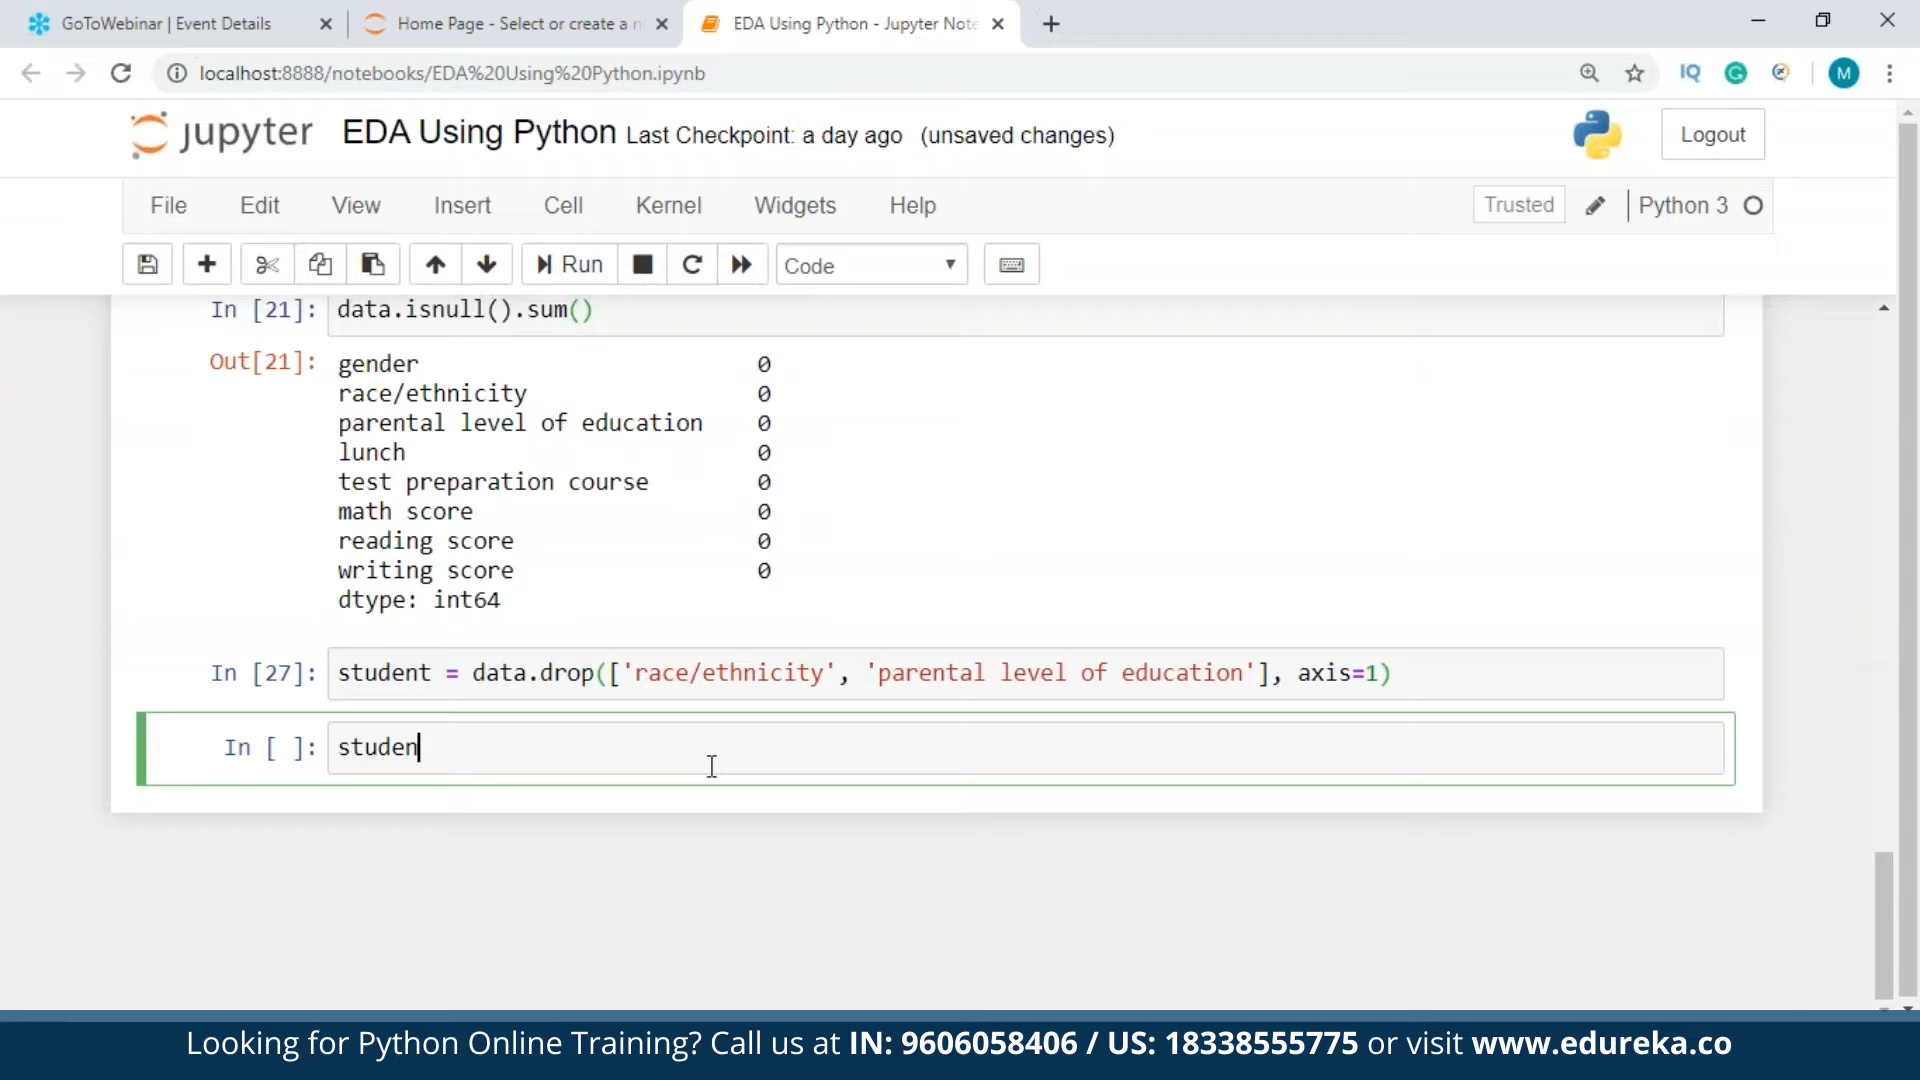 GoToWebinar | Event Details
Home Page - Select or create a n
EDA Using Python - Jupyter Note
localhost:8888/notebooks/EDA%20Using%20Python.ipynb
IQ
G
M
jupyter EDA Using Python Last Checkpoint: a day ago (unsaved changes)
Logout
File Edit View Insert Cell Kernel Widgets Help
Trusted Python 3
Run Code
In [21]: data.isnull().sum()
Out[21]: gender 0
race/ethnicity 0
parental level of education 0
lunch 0
test preparation course 0
math score 0
reading score 0
writing score 0
dtype: int64
In [27]: student = data.drop(['race/ethnicity', 'parental level of education'], axis=1)
In [ ]: studen
Looking for Python Online Training? Call us at IN: 9606058406 / US: 18338555775 or visit www.edureka.co